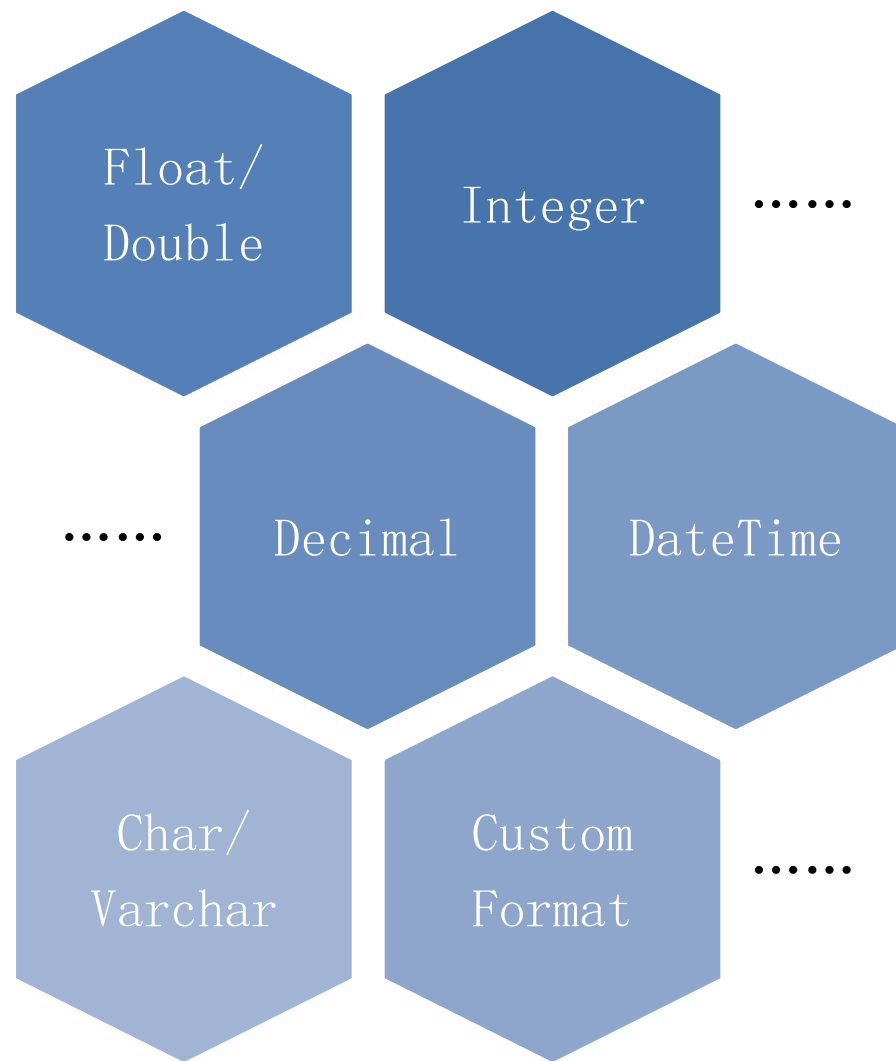 Float/
Double
Integer
……
……
Decimal
DateTime
Char/
Varchar
Custom
Format
……